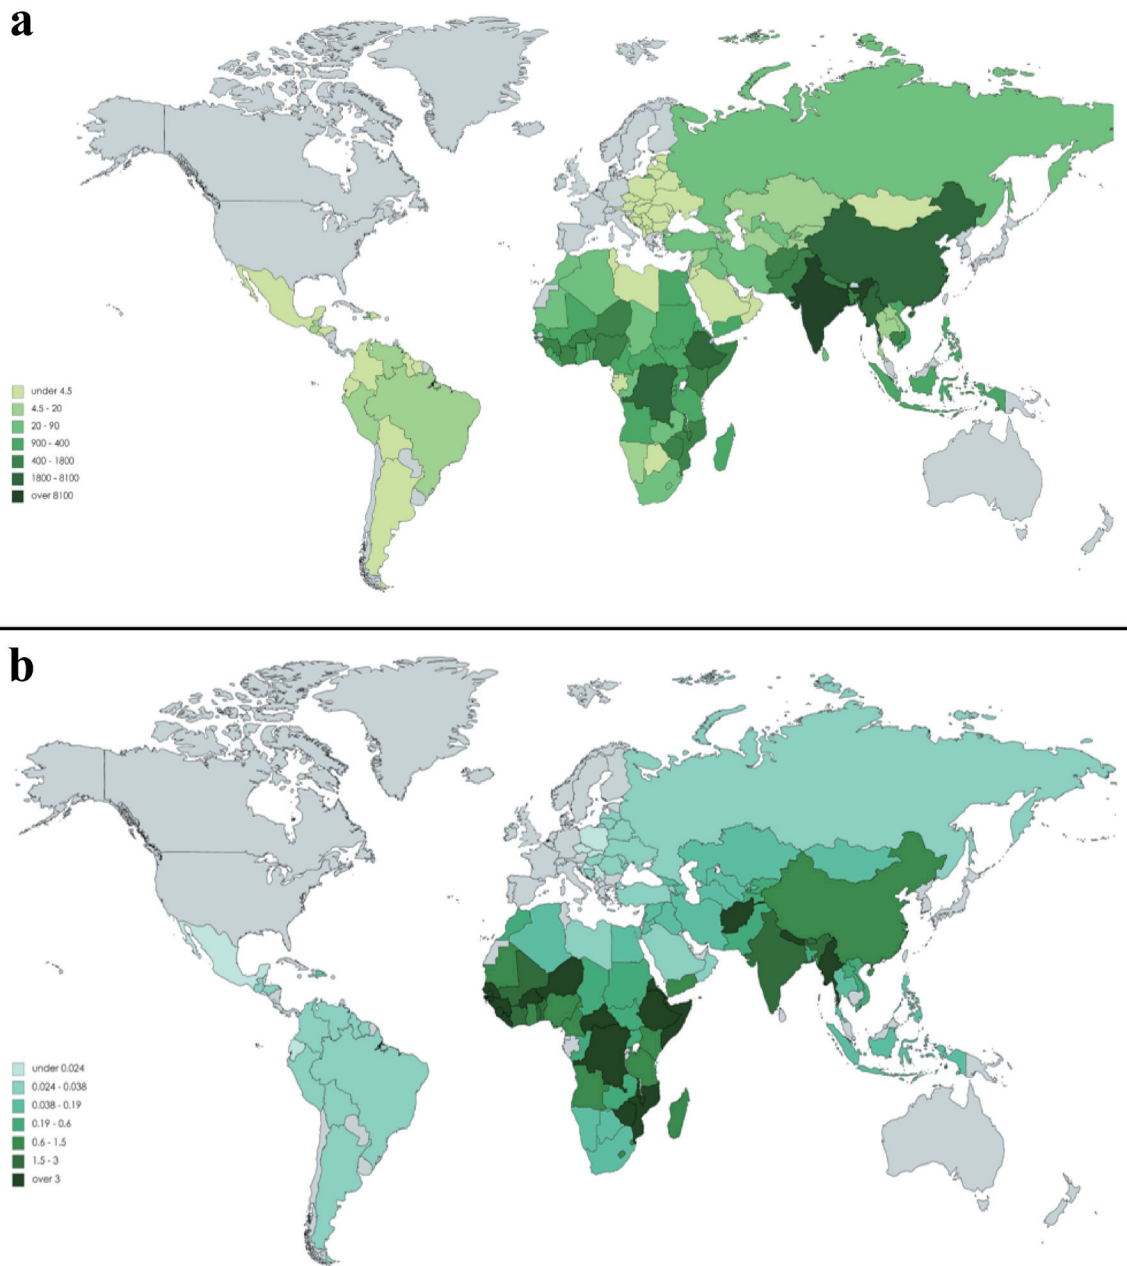 a
under 4.5
4.5 - 20
20 - 90
900 - 400
400 - 1800
1800 - 8100
over 8100
b
under 0.024
0.024 - 0.038
0.038 - 0.19
0.19 - 0.6
0.6 - 1.5
1.5 - 3
over 3